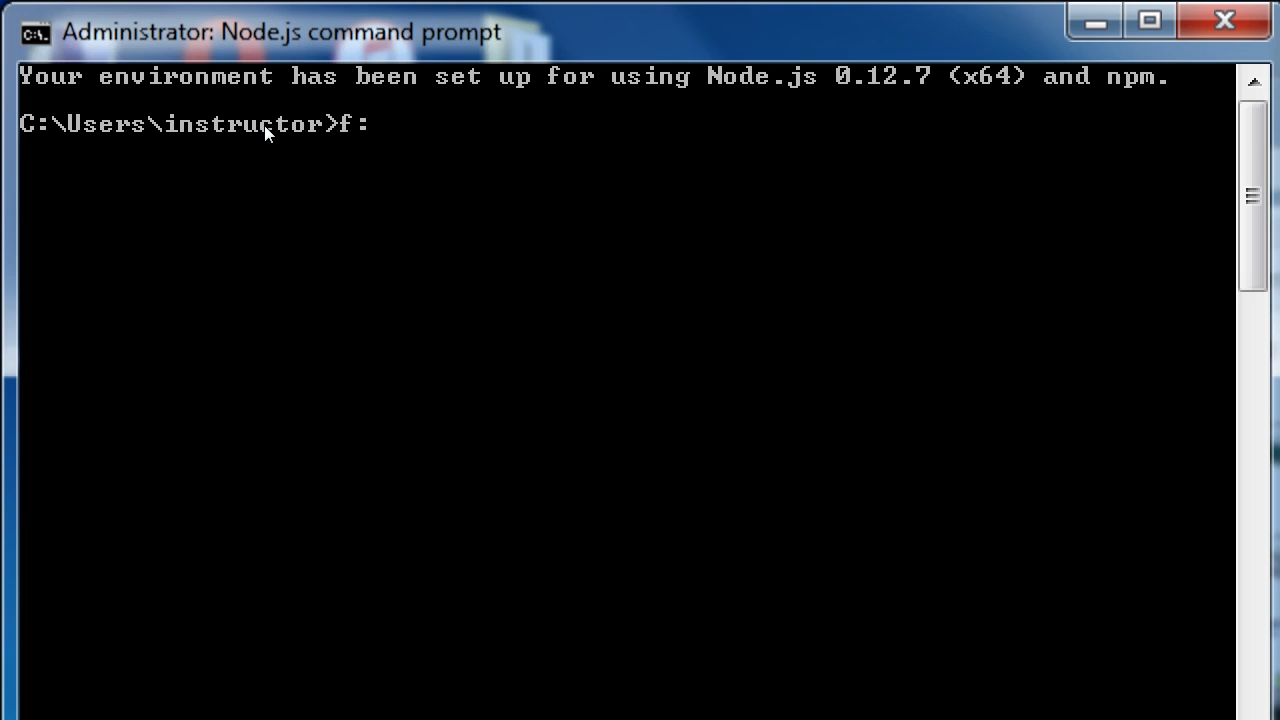 Administrator: Node.js command prompt
Your environment has been set up for using Node.js 0.12.7 (x64) and npm.
C:\Users\instructor>f: